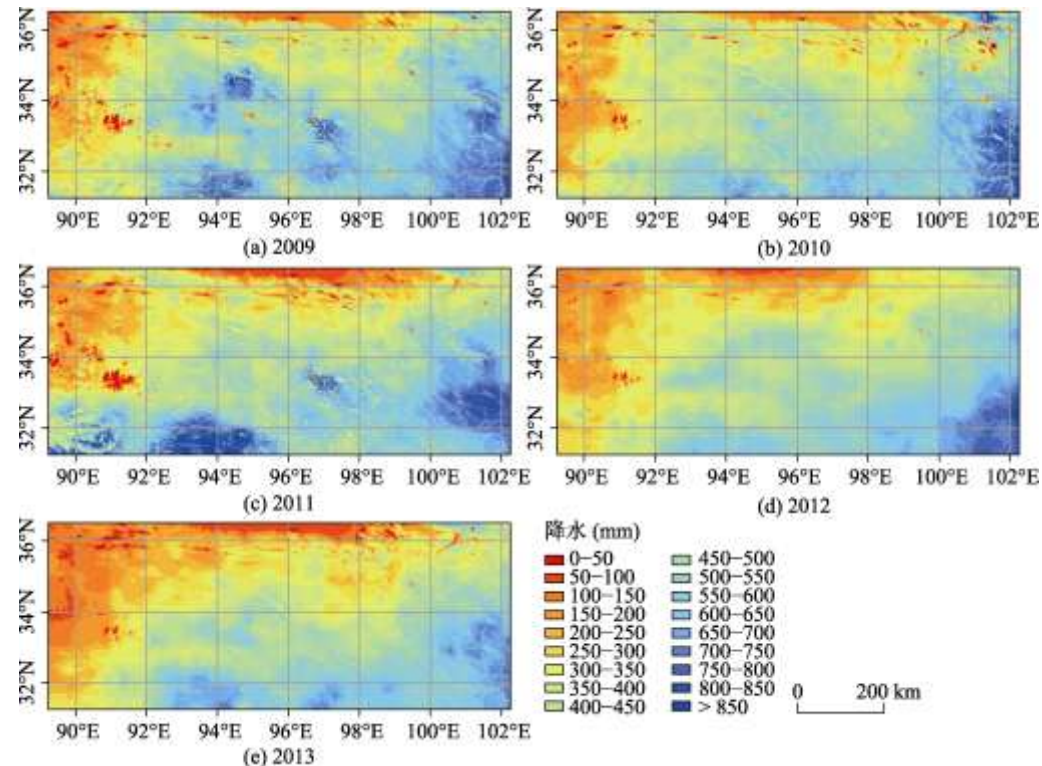 36°N
34°N
32°N
90°E 92°E 94°E 96°E 98°E 100°E 102°E
(a) 2009
36°N
34°N
32°N
90°E 92°E 94°E 96°E 98°E 100°E 102°E
(b) 2010
36°N
34°N
32°N
90°E 92°E 94°E 96°E 98°E 100°E 102°E
(c) 2011
36°N
34°N
32°N
90°E 92°E 94°E 96°E 98°E 100°E 102°E
(d) 2012
36°N
34°N
32°N
90°E 92°E 94°E 96°E 98°E 100°E 102°E
(e) 2013
降水 (mm)
0−50
50−100
100−150
150−200
200−250
250−300
300−350
350−400
400−450
450−500
500−550
550−600
600−650
650−700
700−750
750−800
800−850
> 850
0 200 km